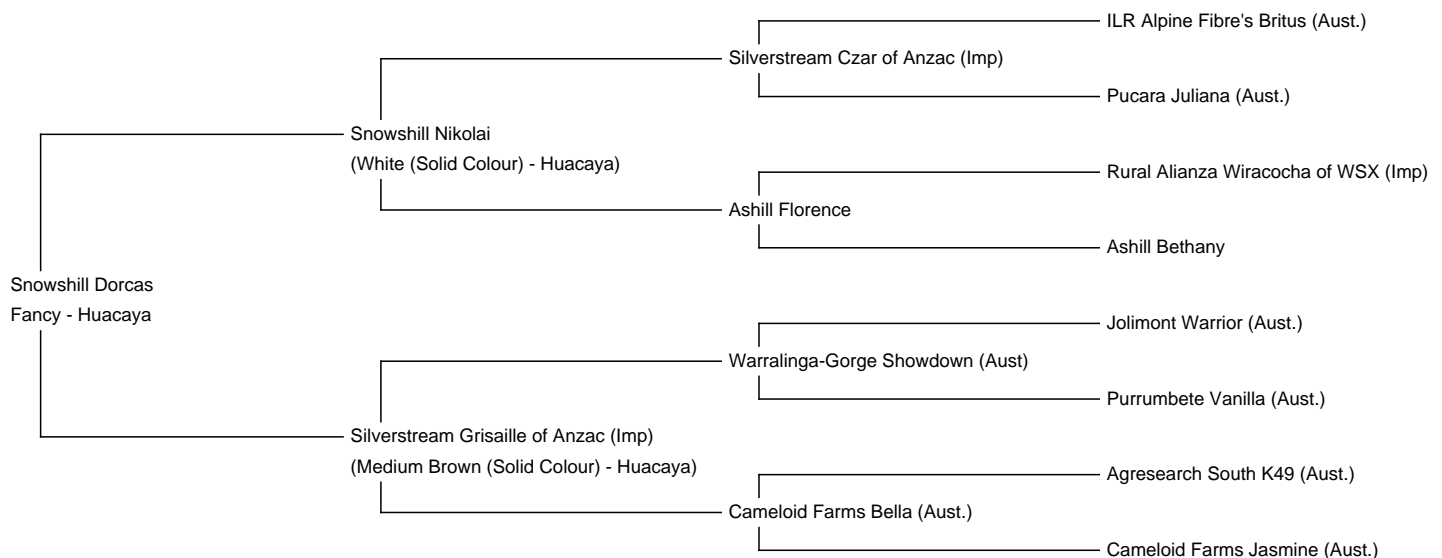 ILR Alpine Fibre's Britus (Aust.)
Silverstream Czar of Anzac (Imp)
Pucara Juliana (Aust.)
Snowshill Nikolai
(White (Solid Colour) - Huacaya)
Rural Alianza Wiracocha of WSX (Imp)
Ashill Florence
Ashill Bethany
Snowshill Dorcas
Fancy - Huacaya
Jolimont Warrior (Aust.)
Warralinga-Gorge Showdown (Aust)
Purrumbete Vanilla (Aust.)
Silverstream Grisaille of Anzac (Imp)
(Medium Brown (Solid Colour) - Huacaya)
Agresearch South K49 (Aust.)
Cameloid Farms Bella (Aust.)
Cameloid Farms Jasmine (Aust.)